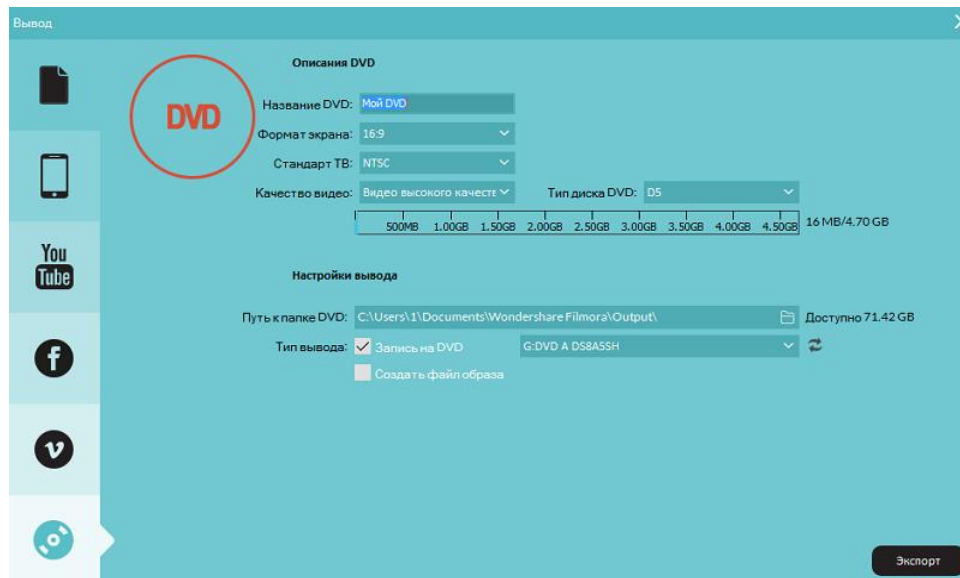 Вывод
Описания DVD
DVD
Название DVD: Мой DVD
Формат экрана: 16:9
Стандарт ТВ: NTSC
Качество видео: Видео высокого качеств Тип диска DVD: D5
500MB 1.00GB 1.50GB 2.00GB 2.50GB 3.00GB 3.50GB 4.00GB 4.50GB 16 MB/4.70 GB
You
Tube
Настройки вывода
Путь к папке DVD: C:\Users\1\Documents\Wondershare Filmora\Output\ Доступно 71.42 GB
Тип вывода: Запись на DVD G:DVD A DS8A5SH
Создать файл образа
Экспорт